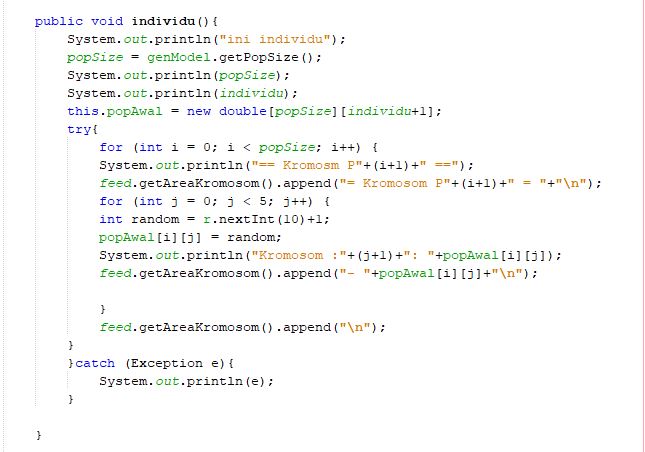 public void individu(){
System.out.println("ini individu");
popSize = genModel.getPopSize();
System.out.println(popSize);
System.out.println(individu);
this.popAwal = new double[popSize][individu+1];
try{
for (int i = 0; i < popSize; i++) {
System.out.println("== Kromosm P"+(i+1)+" ==");
feed.getAreaKromosom().append("= Kromosom P"+(i+1)+" = "+"\n");
for (int j = 0; j < 5; j++) {
int random = r.nextInt(10)+1;
popAwal[i][j] = random;
System.out.println("Kromosom :"+(j+1)+": "+popAwal[i][j]);
feed.getAreaKromosom().append("- "+popAwal[i][j]+"\n");
}
feed.getAreaKromosom().append("\n");
}
}catch (Exception e){
System.out.println(e);
}
}